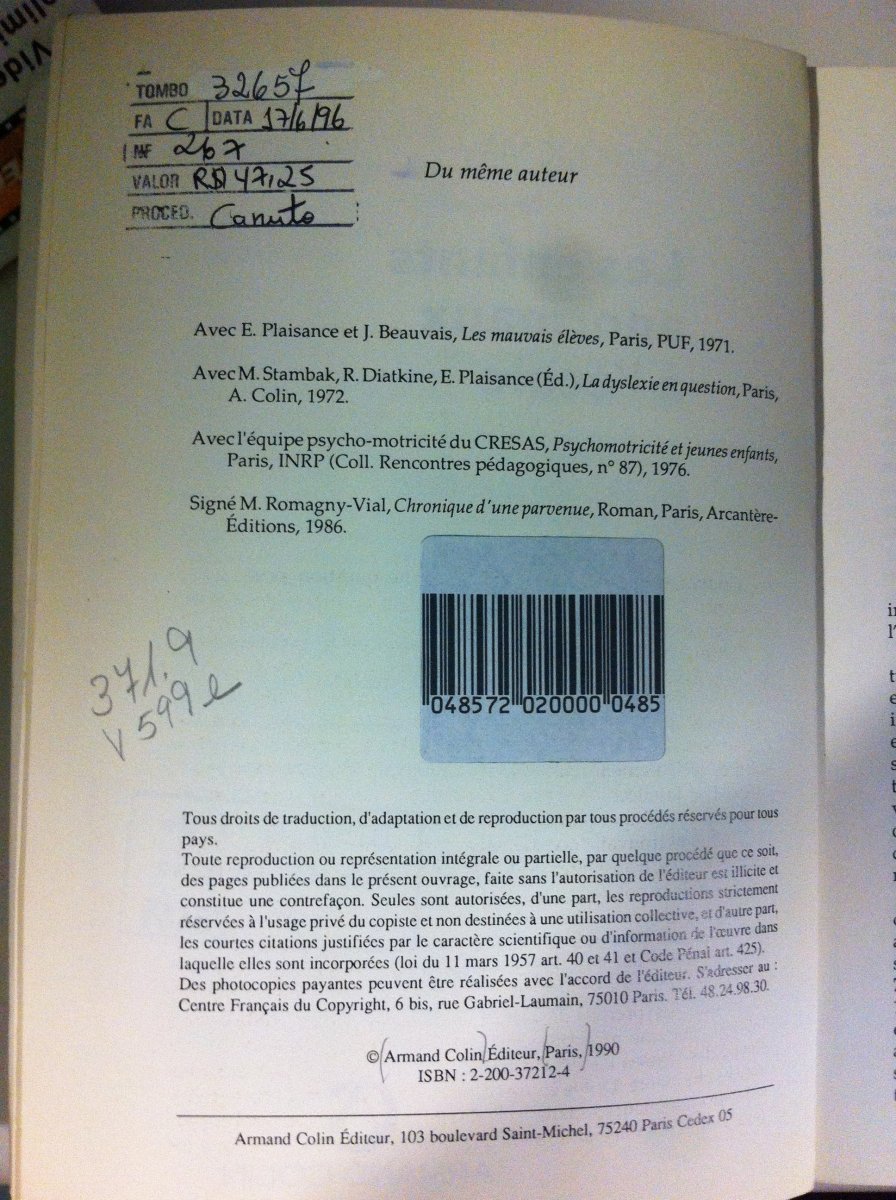 TOMBO 32657
FA C DATA 17/6/96
NF 267
VALOR R$ 47,25
PROCED. Canuto
Du même auteur
Avec E. Plaisance et J. Beauvais, Les mauvais élèves, Paris, PUF, 1971.
Avec M. Stambak, R. Diatkine, E. Plaisance (Éd.), La dyslexie en question, Paris,
A. Colin, 1972.
Avec l'équipe psycho-motricité du CRESAS, Psychomotricité et jeunes enfants,
Paris, INRP (Coll. Rencontres pédagogiques, n° 87), 1976.
Signé M. Romagny-Vial, Chronique d'une parvenue, Roman, Paris, Arcantère-
Éditions, 1986.
048572 020000 0485
371.9
V599e
Tous droits de traduction, d'adaptation et de reproduction par tous procédés réservés pour tous
pays.
Toute reproduction ou représentation intégrale ou partielle, par quelque procédé que ce soit,
des pages publiées dans le présent ouvrage, faite sans l'autorisation de l'éditeur est illicite et
constitue une contrefaçon. Seules sont autorisées, d'une part, les reproductions strictement
réservées à l'usage privé du copiste et non destinées à une utilisation collective, et d'autre part,
les courtes citations justifiées par le caractère scientifique ou d'information de l'œuvre dans
laquelle elles sont incorporées (loi du 11 mars 1957 art. 40 et 41 et Code Pénal art. 425).
Des photocopies payantes peuvent être réalisées avec l'accord de l'éditeur. S'adresser au :
Centre Français du Copyright, 6 bis, rue Gabriel-Laumain, 75010 Paris. Tél. 48.24.98.30.
© Armand Colin Éditeur, Paris, 1990
ISBN : 2-200-37212-4
Armand Colin Éditeur, 103 boulevard Saint-Michel, 75240 Paris Cedex 05